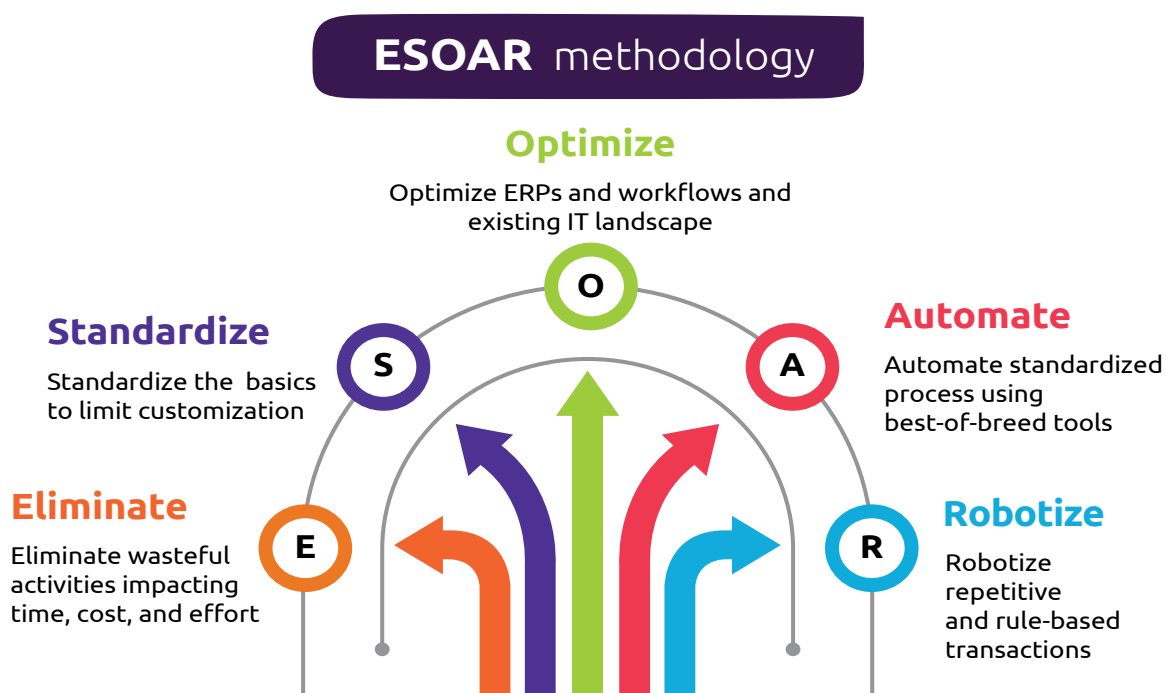 ESOAR methodology
Optimize
Optimize ERPs and workflows and
existing IT landscape
O
Standardize
Standardize the basics
to limit customization
S
A
Automate
Automate standardized
process using
best-of-breed tools
Eliminate
Eliminate wasteful
activities impacting
time, cost, and effort
E
R
Robotize
Robotize
repetitive
and rule-based
transactions